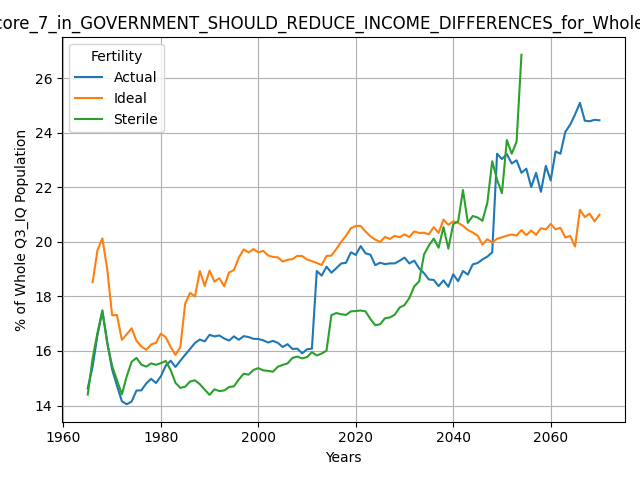 core_7_in_GOVERNMENT_SHOULD_REDUCE_INCOME_DIFFERENCES_for_Whole
Fertility
Actual
Ideal
Sterile
% of Whole Q3_IQ Population
26
24
22
20
18
16
14
1960 1980 2000 2020 2040 2060
Years